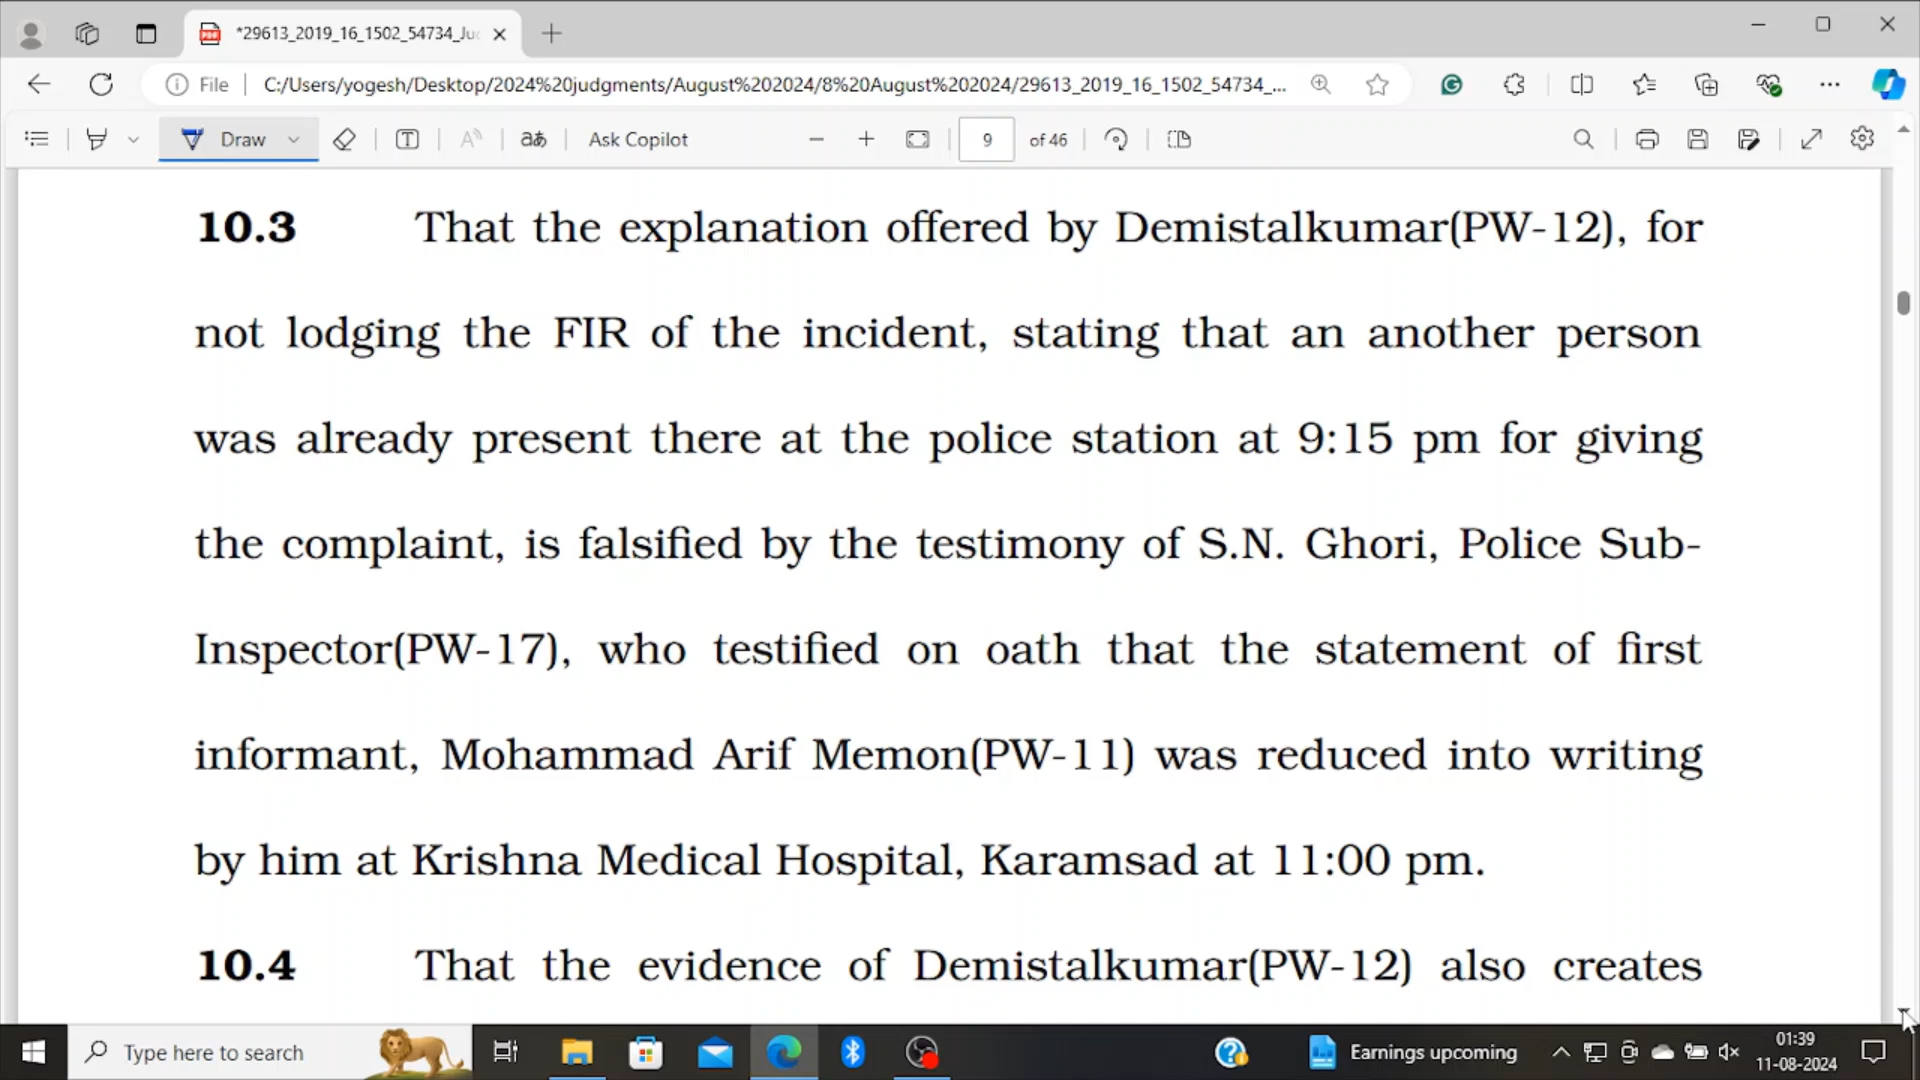 *29613_2019_16_1502_54734_Ju
File
C:/Users/yogesh/Desktop/2024%20judgments/August%202024/8%20August%202024/29613_2019_16_1502_54734_...
Draw
Ask Copilot
9 of 46
10.3 That the explanation offered by Demistalkumar(PW-12), for
not lodging the FIR of the incident, stating that an another person
was already present there at the police station at 9:15 pm for giving
the complaint, is falsified by the testimony of S.N. Ghori, Police Sub-
Inspector(PW-17), who testified on oath that the statement of first
informant, Mohammad Arif Memon(PW-11) was reduced into writing
by him at Krishna Medical Hospital, Karamsad at 11:00 pm.
10.4 That the evidence of Demistalkumar(PW-12) also creates
Type here to search
Earnings upcoming
01:39
11-08-2024